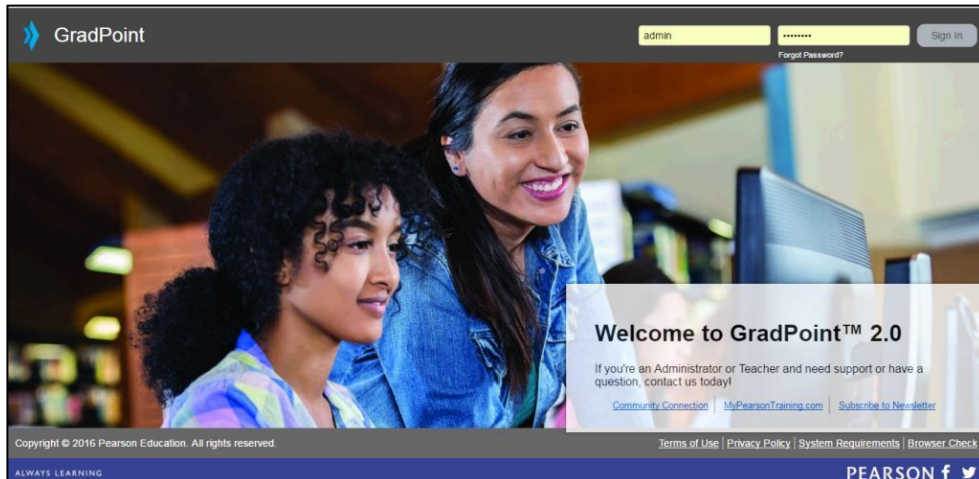 GradPoint
admin
••••••••
Sign In
Forgot Password?
Welcome to GradPoint™ 2.0
If you're an Administrator or Teacher and need support or have a
question, contact us today!
Community Connection | MyPearsonTraining.com | Subscribe to Newsletter
Copyright © 2016 Pearson Education. All rights reserved.
Terms of Use | Privacy Policy | System Requirements | Browser Check
ALWAYS LEARNING
PEARSON